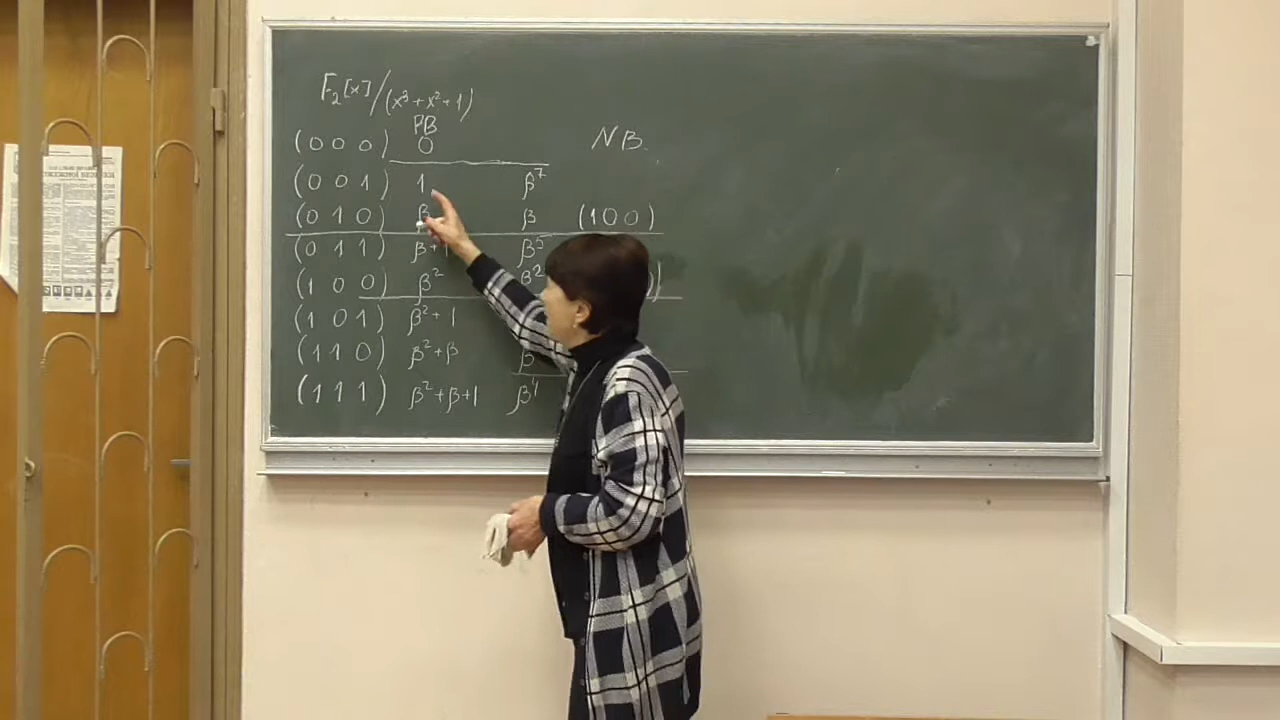 F₂[x]/(x³+x²+1)
PB NB
(0 0 0) 0
(0 0 1) 1 β⁷
(0 1 0) β β (1 0 0)
(0 1 1) β+1 β⁵
(1 0 0) β² β²
(1 0 1) β²+1
(1 1 0) β²+β β
(1 1 1) β²+β+1 β⁴